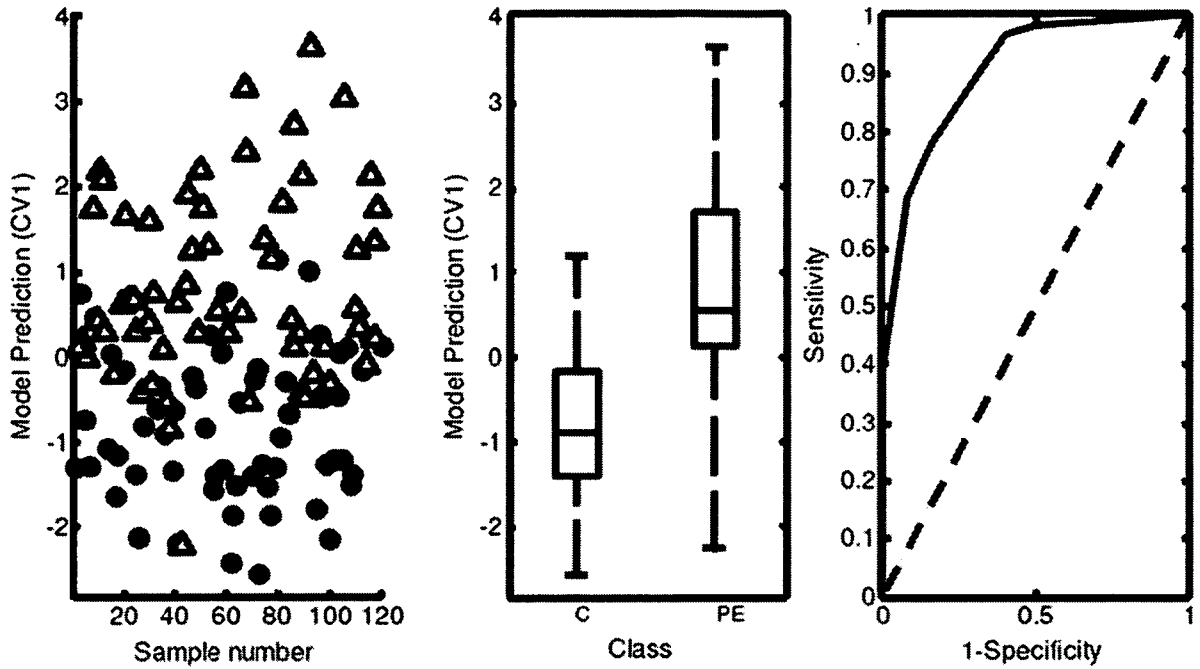 4
3
2
1
0
-1
-2
20 40 60 80 100 120
Sample number
Model Prediction (CV1)
4
3
2
1
0
-1
-2
C PE
Class
Model Prediction (CV1)
1
0.9
0.8
0.7
0.6
0.5
0.4
0.3
0.2
0.1
0
0 0.5 1
1-Specificity
Sensitivity